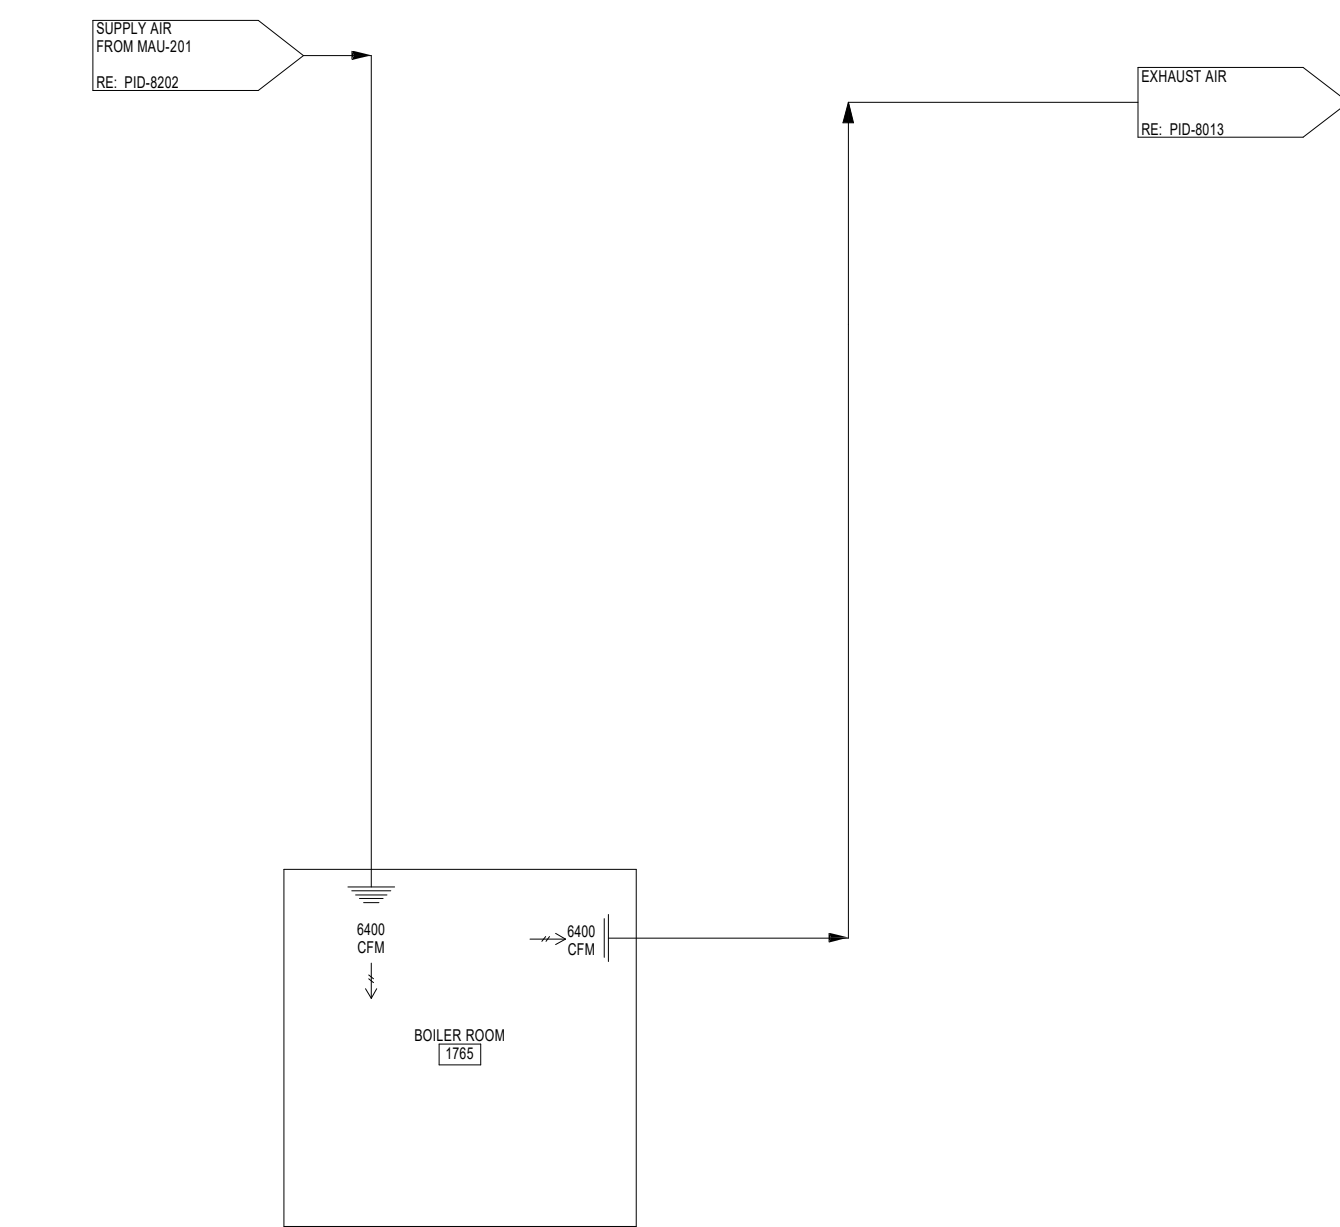 SUPPLY AIR
FROM MAU-201
RE: PID-8202
EXHAUST AIR
RE: PID-8013
6400
CFM
6400
CFM
BOILER ROOM
1765